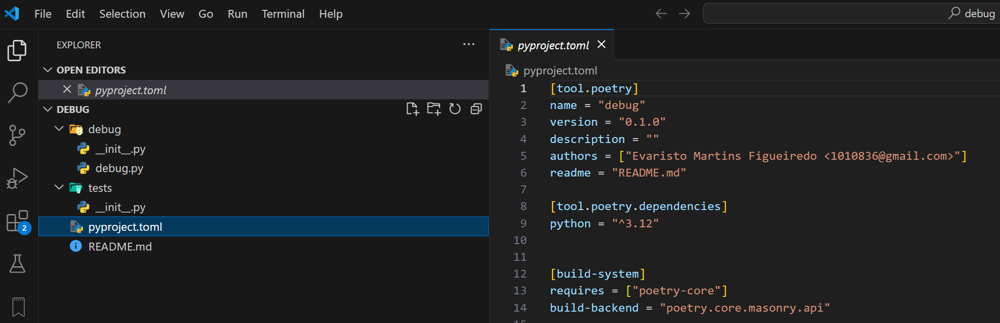 File Edit Selection View Go Run Terminal Help
debug
EXPLORER
OPEN EDITORS
pyproject.toml
DEBUG
debug
__init__.py
debug.py
tests
__init__.py
pyproject.toml
README.md
2
pyproject.toml
pyproject.toml
1 [tool.poetry]
2 name = "debug"
3 version = "0.1.0"
4 description = ""
5 authors = ["Evaristo Martins Figueiredo <1010836@gmail.com>"]
6 readme = "README.md"
7
8 [tool.poetry.dependencies]
9 python = "^3.12"
10
11
12 [build-system]
13 requires = ["poetry-core"]
14 build-backend = "poetry.core.masonry.api"
15